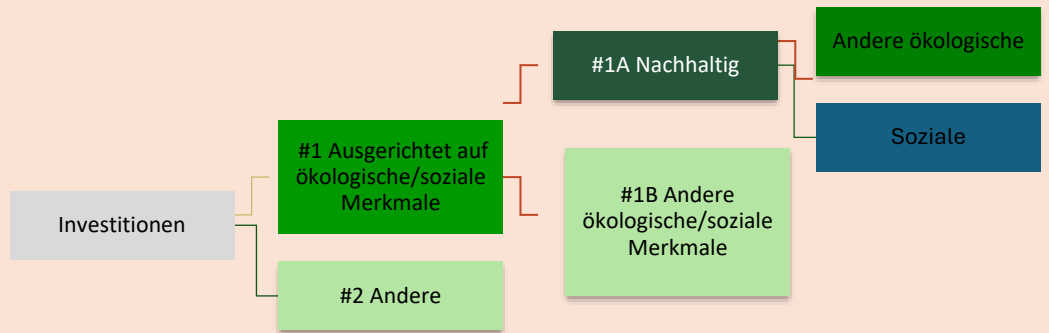 Investitionen
#1 Ausgerichtet auf
ökologische/soziale
Merkmale
#2 Andere
#1A Nachhaltig
#1B Andere
ökologische/soziale
Merkmale
Andere ökologische
Soziale